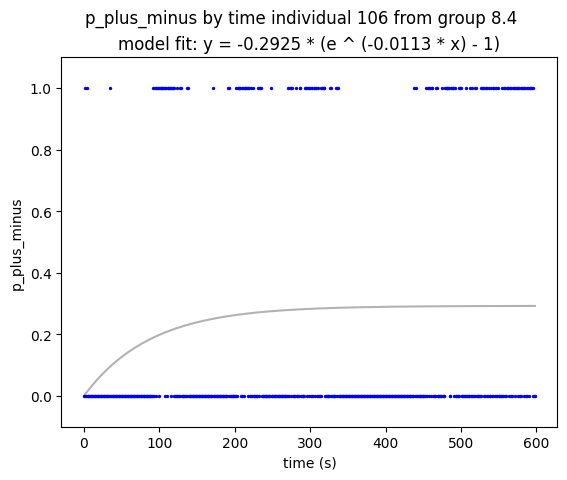 p_plus_minus by time individual 106 from group 8.4
model fit: y = -0.2925 * (e ^ (-0.0113 * x) - 1)
1.0
0.8
0.6
0.4
0.2
0.0
p_plus_minus
0 100 200 300 400 500 600
time (s)